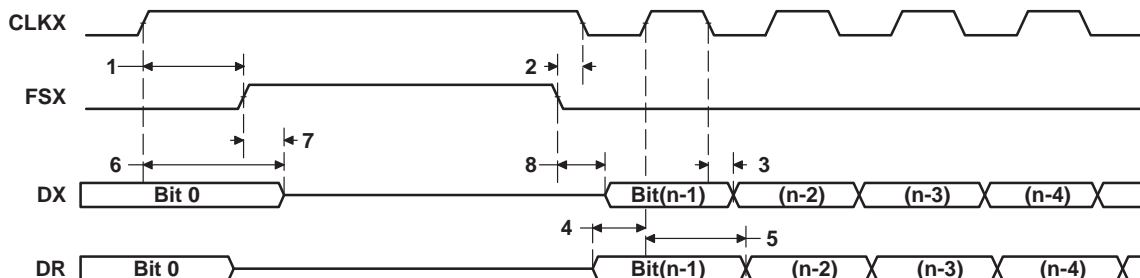 CLKX
1
2
FSX
7
6
8
3
DX
Bit 0
Bit(n-1)
(n-2)
(n-3)
(n-4)
4
5
DR
Bit 0
Bit(n-1)
(n-2)
(n-3)
(n-4)